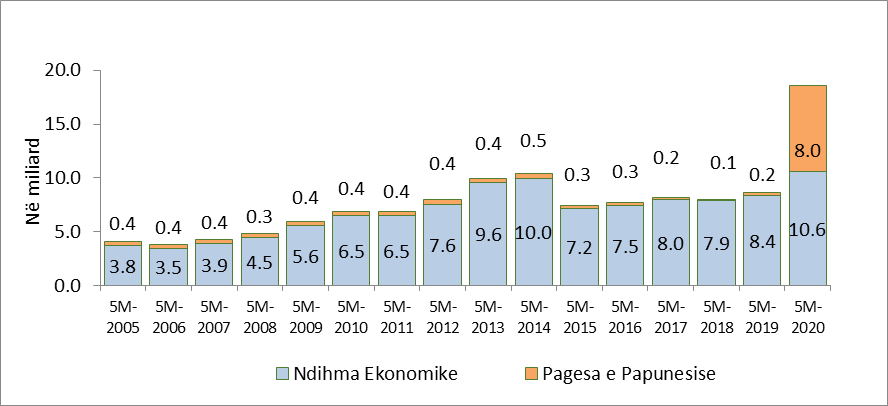 20.0
15.0
10.0
5.0
0.0
Në miliard
0.4 0.4 0.4 0.3 0.4 0.4 0.4 0.4 0.4 0.5 0.3 0.3 0.2 0.1 0.2 8.0
3.8 3.5 3.9 4.5 5.6 6.5 6.5 7.6 9.6 10.0 7.2 7.5 8.0 7.9 8.4 10.6
5M- 5M- 5M- 5M- 5M- 5M- 5M- 5M- 5M- 5M- 5M- 5M- 5M- 5M- 5M- 5M-
2005 2006 2007 2008 2009 2010 2011 2012 2013 2014 2015 2016 2017 2018 2019 2020
Ndihma Ekonomike Pagesa e Papunesise